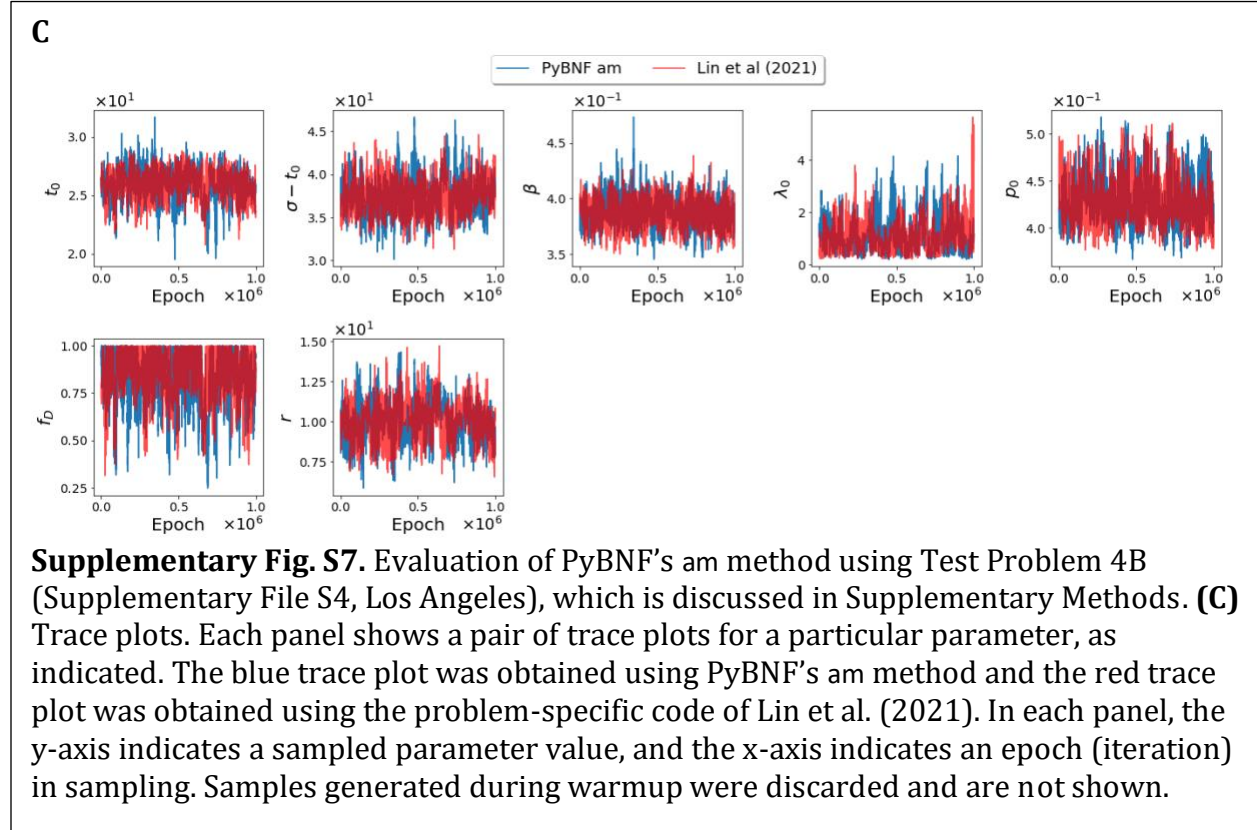 C
PyBNF am Lin et al (2021)
×10¹ ×10¹ ×10⁻¹ ×10⁻¹
3.0 2.5 2.0 t₀
4.5 4.0 3.5 3.0 σ − t₀
4.5 4.0 3.5 β
4 2 0 λ₀
5.0 4.5 4.0 p₀
0.0 0.5 1.0 0.0 0.5 1.0 0.0 0.5 1.0 0.0 0.5 1.0 0.0 0.5 1.0
Epoch ×10⁶ Epoch ×10⁶ Epoch ×10⁶ Epoch ×10⁶ Epoch ×10⁶
×10¹
1.00 0.75 0.50 0.25 f_D
1.50 1.25 1.00 0.75 r
0.0 0.5 1.0 0.0 0.5 1.0
Epoch ×10⁶ Epoch ×10⁶
Supplementary Fig. S7. Evaluation of PyBNF’s am method using Test Problem 4B
(Supplementary File S4, Los Angeles), which is discussed in Supplementary Methods. (C)
Trace plots. Each panel shows a pair of trace plots for a particular parameter, as
indicated. The blue trace plot was obtained using PyBNF’s am method and the red trace
plot was obtained using the problem-specific code of Lin et al. (2021). In each panel, the
y-axis indicates a sampled parameter value, and the x-axis indicates an epoch (iteration)
in sampling. Samples generated during warmup were discarded and are not shown.